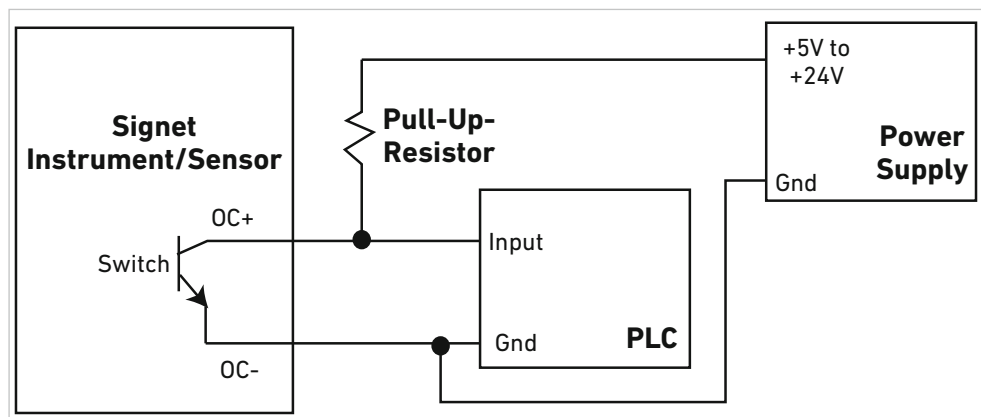 Signet
Instrument/Sensor
OC+
Switch
OC-
Pull-Up-
Resistor
Input
Gnd
PLC
+5V to
+24V
Power
Supply
Gnd